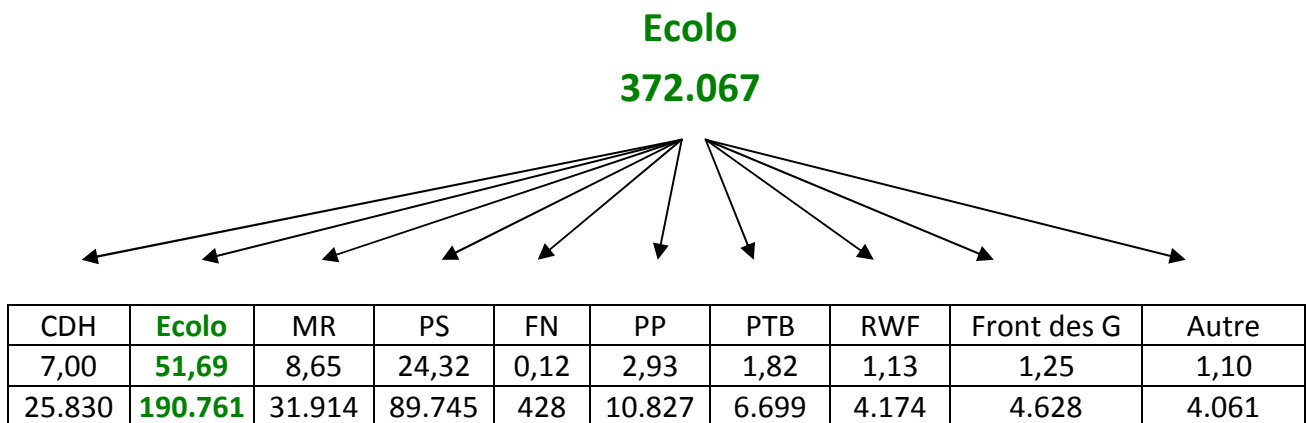 Ecolo
372.067
CDH Ecolo MR PS FN PP PTB RWF Front des G Autre
7,00 51,69 8,65 24,32 0,12 2,93 1,82 1,13 1,25 1,10
25.830 190.761 31.914 89.745 428 10.827 6.699 4.174 4.628 4.061